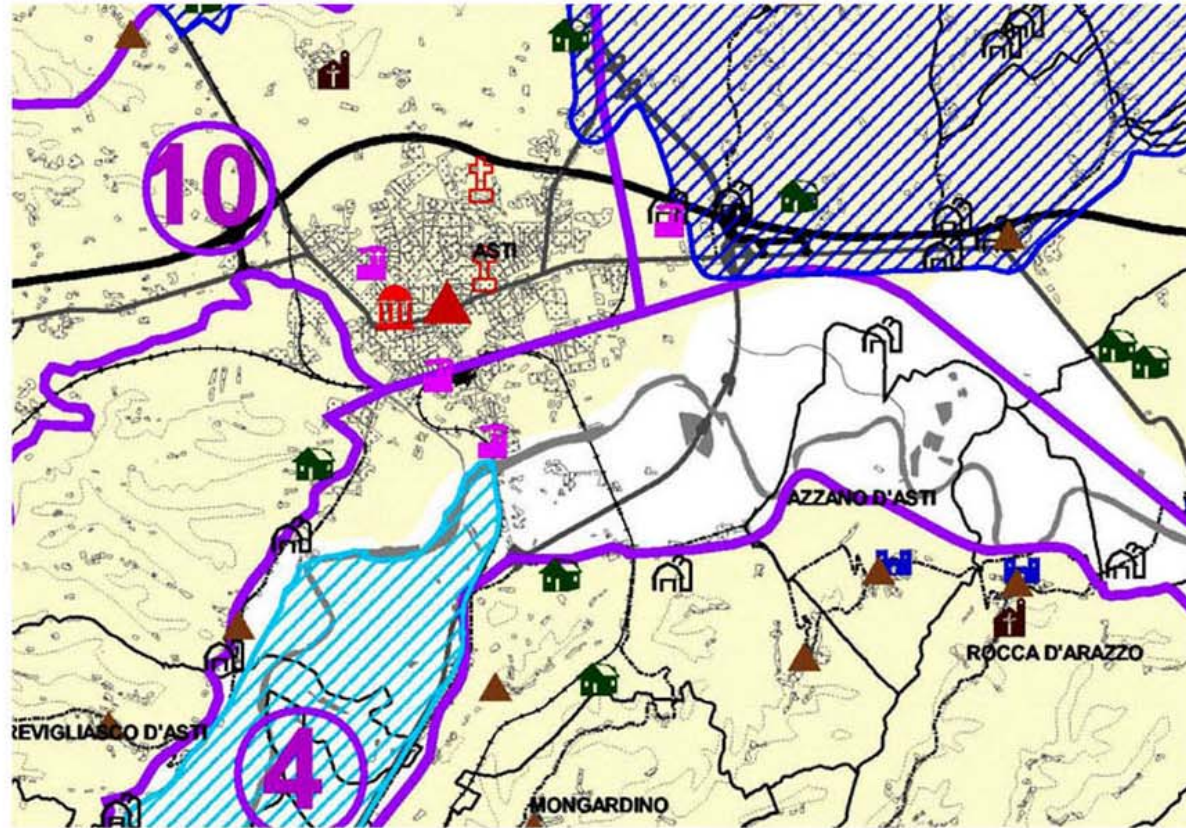 10
ASTI
AZZANO D'ASTI
ROCCA D'ARAZZO
REVIGLIASCO D'ASTI
4
MONGARDINO